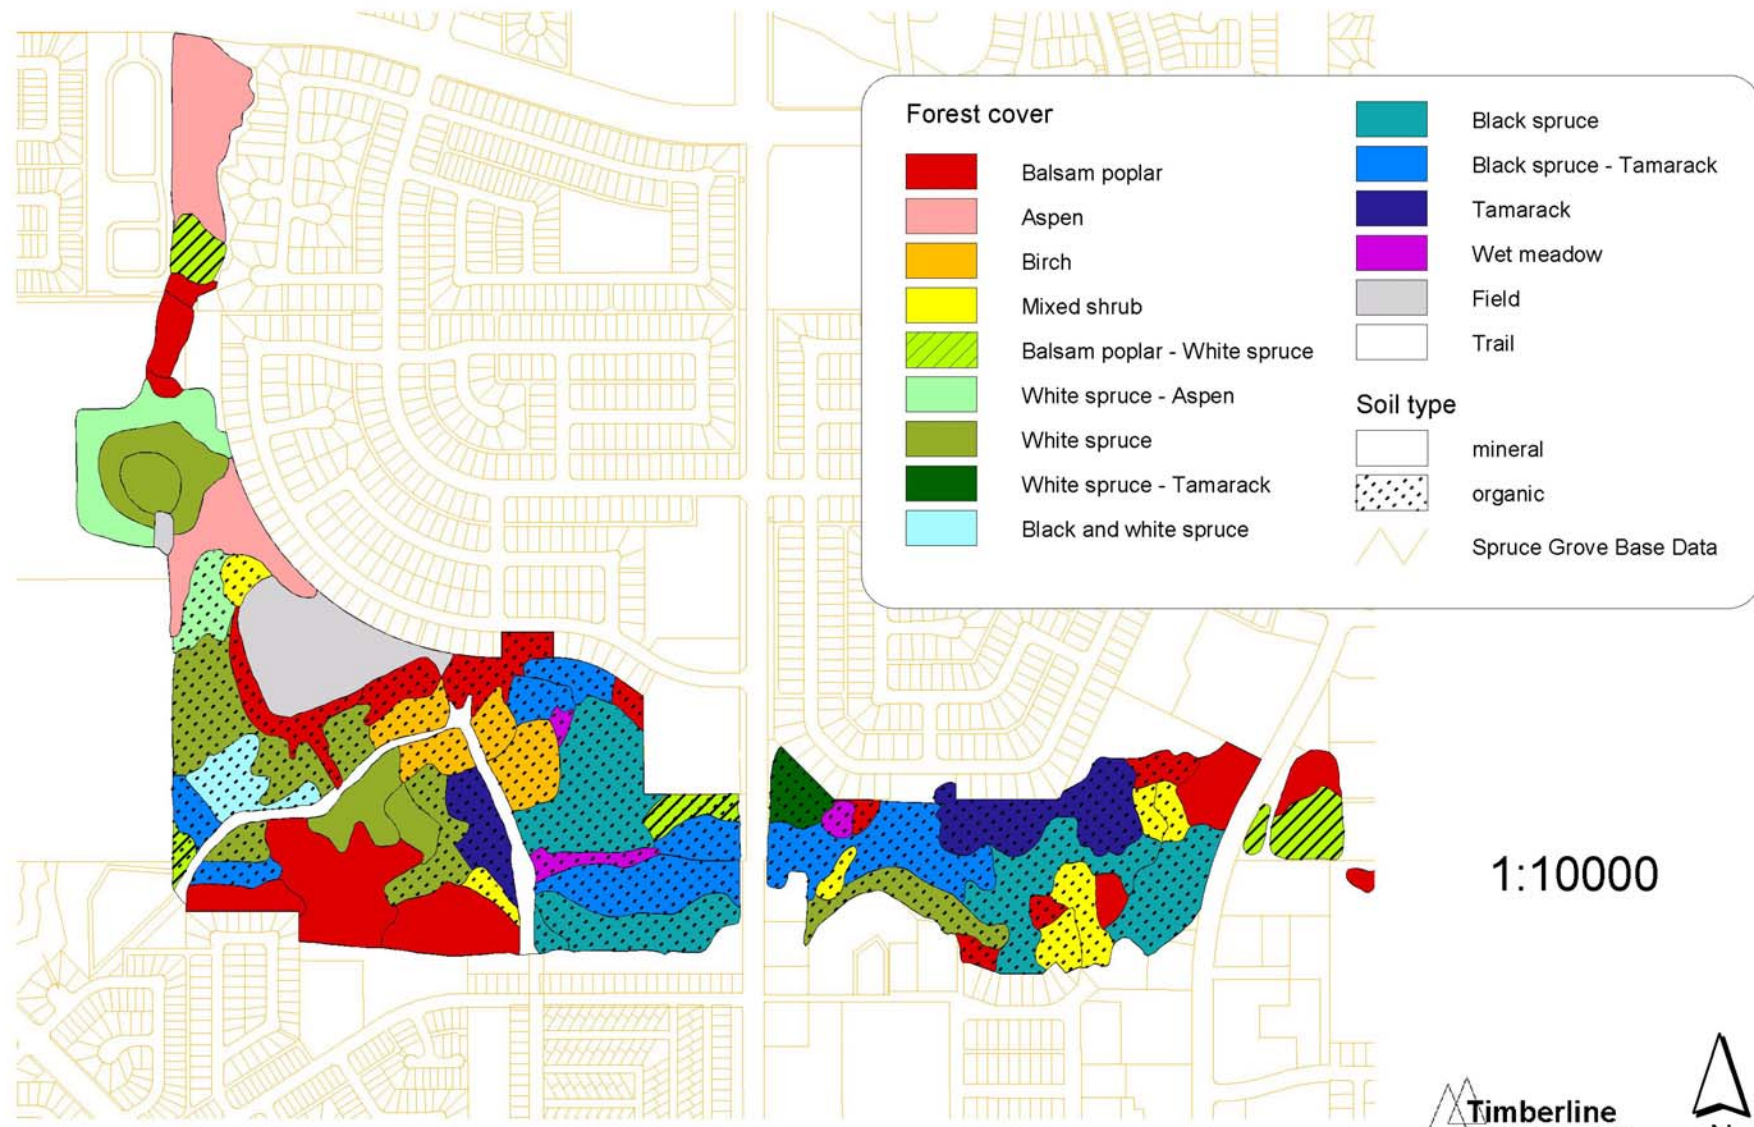 Forest cover
Balsam poplar
Aspen
Birch
Mixed shrub
Balsam poplar - White spruce
White spruce - Aspen
White spruce
White spruce - Tamarack
Black and white spruce
Black spruce
Black spruce - Tamarack
Tamarack
Wet meadow
Field
Trail
Soil type
mineral
organic
Spruce Grove Base Data
1:10000
Timberline